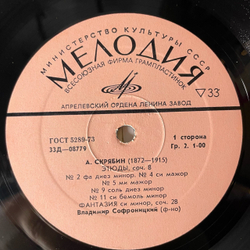 МИНИСТЕРСТВО КУЛЬТУРЫ СССР
МЕЛОДИЯ
ВСЕСОЮЗНАЯ ФИРМА ГРАМПЛАСТИНОК
▽33
АПРЕЛЕВСКИЙ ОРДЕНА ЛЕНИНА ЗАВОД
ГОСТ 5289-73
33Д—08779
1 сторона
Гр. 2. 1-00
А. СКРЯБИН (1872—1915)
ЭТЮДЫ, соч. 8
№ 2 фа диез минор. № 4 си мажор
№ 5 ми мажор
№ 9 соль диез минор
№ 11 си бемоль минор
ФАНТАЗИЯ си минор, соч. 28
Владимир Софроницкий (ф-но)